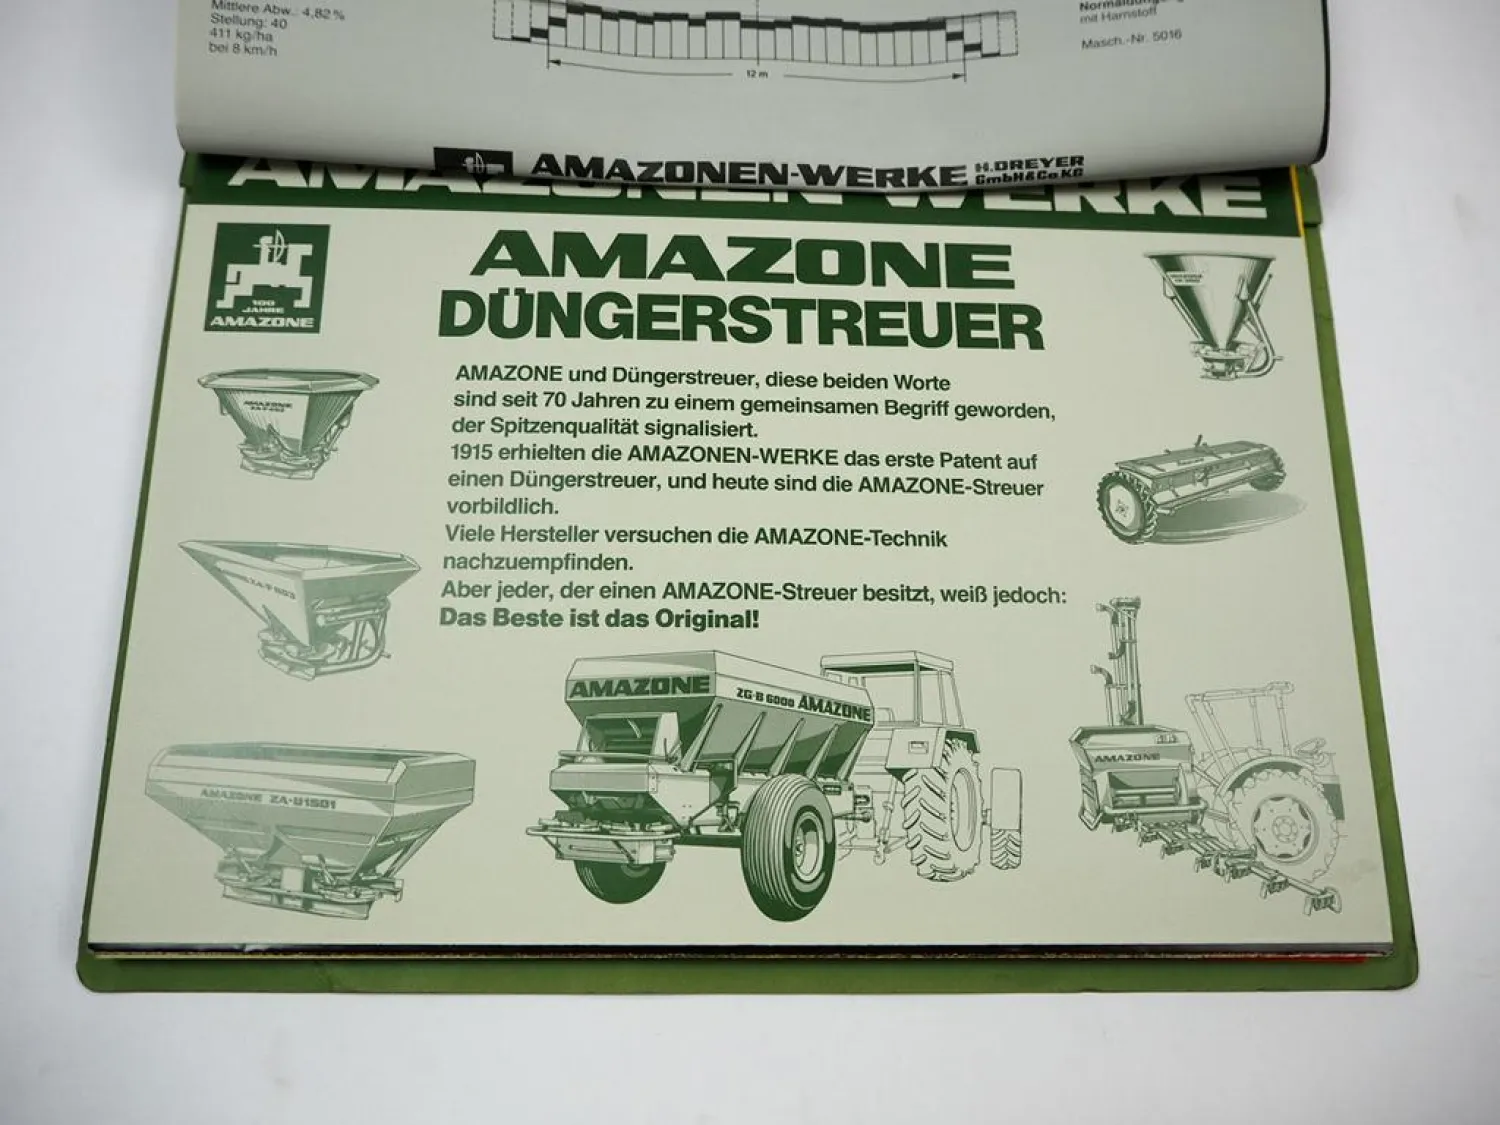 Mittlere Abw.: 4,82 %
Stellung: 40
411 kg/ha
bei 8 km/h
12 m
mit Harnstoff
Masch.-Nr. 5016
AMAZONEN-WERKE H.DREYER
GmbH & Co. KG
AMAZONEN-WERKE
100
JAHRE
AMAZONE
AMAZONE
DÜNGERSTREUER
AMAZONE und Düngerstreuer, diese beiden Worte
sind seit 70 Jahren zu einem gemeinsamen Begriff geworden,
der Spitzenqualität signalisiert.
1915 erhielten die AMAZONEN-WERKE das erste Patent auf
einen Düngerstreuer, und heute sind die AMAZONE-Streuer
vorbildlich.
Viele Hersteller versuchen die AMAZONE-Technik
nachzuempfinden.
Aber jeder, der einen AMAZONE-Streuer besitzt, weiß jedoch:
Das Beste ist das Original!
AMAZONE
AMAZONE ZA-U1501
AMAZONE
ZG-B 6000 AMAZONE
AMAZONE